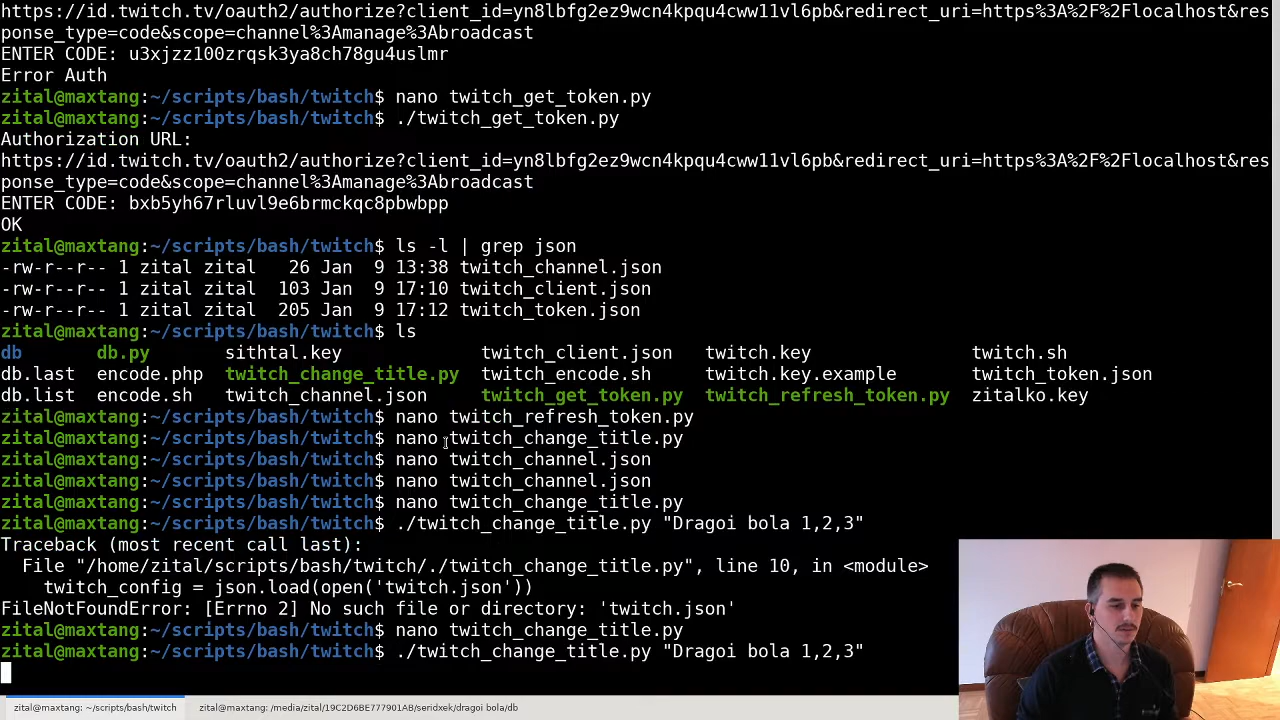 https://id.twitch.tv/oauth2/authorize?client_id=yn8lbfg2ez9wcn4kpqu4cww11vl6pb&redirect_uri=https%3A%2F%2Flocalhost&res
ponse_type=code&scope=channel%3Amanage%3Abroadcast
ENTER CODE: u3xjzz100zrqsk3ya8ch78gu4uslmr
Error Auth
zital@maxtang:~/scripts/bash/twitch$ nano twitch_get_token.py
zital@maxtang:~/scripts/bash/twitch$ ./twitch_get_token.py
Authorization URL:
https://id.twitch.tv/oauth2/authorize?client_id=yn8lbfg2ez9wcn4kpqu4cww11vl6pb&redirect_uri=https%3A%2F%2Flocalhost&res
ponse_type=code&scope=channel%3Amanage%3Abroadcast
ENTER CODE: bxb5yh67rluvl9e6brmckqc8pbwbpp
OK
zital@maxtang:~/scripts/bash/twitch$ ls -l | grep json
-rw-r--r-- 1 zital zital   26 Jan  9 13:38 twitch_channel.json
-rw-r--r-- 1 zital zital  103 Jan  9 17:10 twitch_client.json
-rw-r--r-- 1 zital zital  205 Jan  9 17:12 twitch_token.json
zital@maxtang:~/scripts/bash/twitch$ ls
db       db.py       sithtal.key             twitch_client.json   twitch.key               twitch.sh
db.last  encode.php  twitch_change_title.py  twitch_encode.sh     twitch.key.example       twitch_token.json
db.list  encode.sh   twitch_channel.json     twitch_get_token.py  twitch_refresh_token.py  zitalko.key
zital@maxtang:~/scripts/bash/twitch$ nano twitch_refresh_token.py
zital@maxtang:~/scripts/bash/twitch$ nano twitch_change_title.py
zital@maxtang:~/scripts/bash/twitch$ nano twitch_channel.json
zital@maxtang:~/scripts/bash/twitch$ nano twitch_channel.json
zital@maxtang:~/scripts/bash/twitch$ nano twitch_change_title.py
zital@maxtang:~/scripts/bash/twitch$ ./twitch_change_title.py "Dragoi bola 1,2,3"
Traceback (most recent call last):
  File "/home/zital/scripts/bash/twitch/./twitch_change_title.py", line 10, in <module>
    twitch_config = json.load(open('twitch.json'))
FileNotFoundError: [Errno 2] No such file or directory: 'twitch.json'
zital@maxtang:~/scripts/bash/twitch$ nano twitch_change_title.py
zital@maxtang:~/scripts/bash/twitch$ ./twitch_change_title.py "Dragoi bola 1,2,3"
zital@maxtang: ~/scripts/bash/twitch
zital@maxtang: /media/zital/19C2D6BE777901AB/seridxek/dragoi bola/db